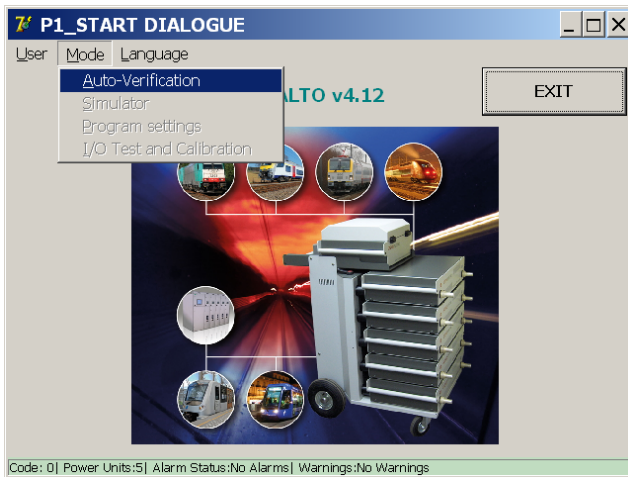 P1_START DIALOGUE
User Mode Language
Auto-Verification
Simulator
Program settings
I/O Test and Calibration
LTO v4.12
EXIT
Code: 0| Power Units:5| Alarm Status:No Alarms| Warnings:No Warnings